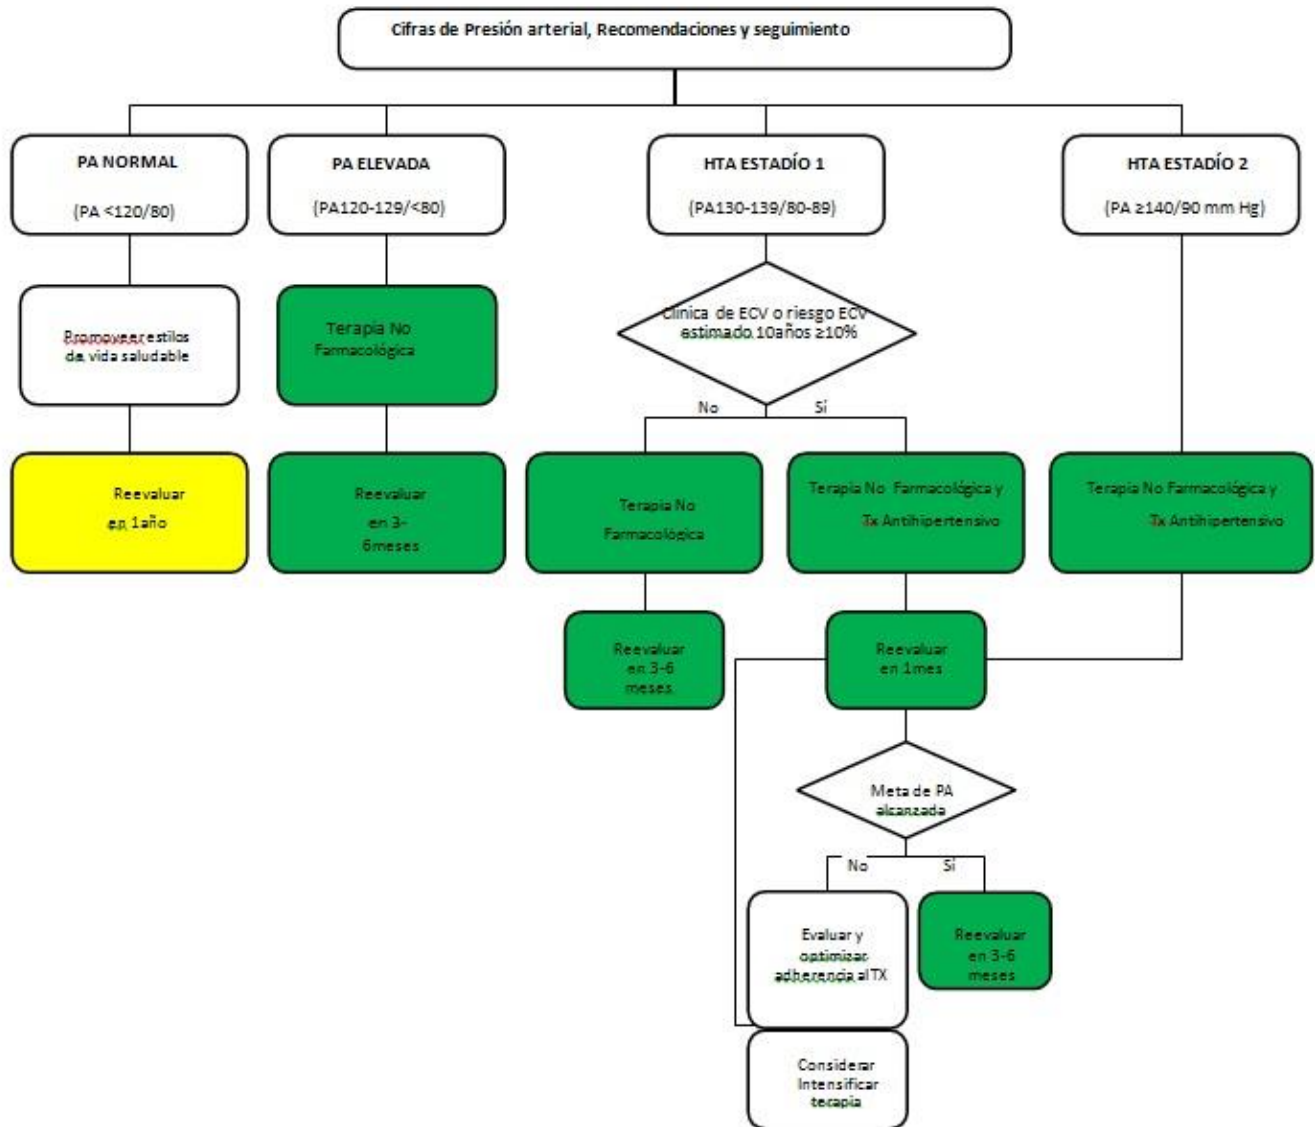 Cifras de Presión arterial, Recomendaciones y seguimiento
PA NORMAL
(PA <120/80)
PA ELEVADA
(PA120-129/<80)
HTA ESTADÍO 1
(PA130-139/80-89)
HTA ESTADÍO 2
(PA ≥140/90 mm Hg)
Promoveer estilos
de vida saludable
Terapia No
Farmacológica
Clinica de ECV o riesgo ECV
estimado 10años ≥10%
No
Sí
Reevaluar
en 1año
Reevaluar
en 3-
6meses
Terapia No
Farmacológica
Terapia No Farmacológica y
Tx Antihipertensivo
Terapia No Farmacológica y
Tx Antihipertensivo
Reevaluar
en 3-6
meses
Reevaluar
en 1mes
Meta de PA
alcanzada
No
Sí
Evaluar y
optimizar
adherencia al TX
Reevaluar
en 3-6
meses
Considerar
Intensificar
terapia